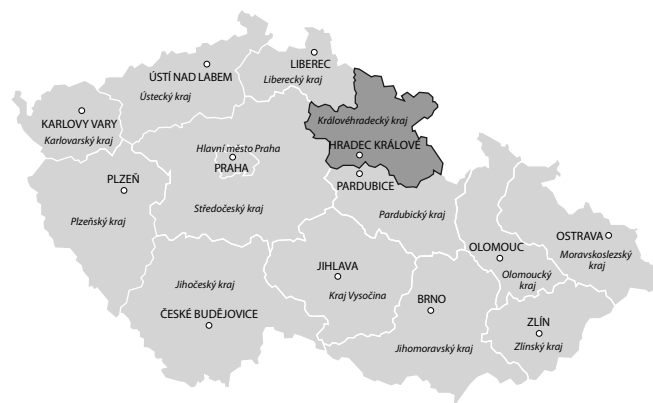 LIBEREC
Liberecký kraj
ÚSTÍ NAD LABEM
Ústecký kraj
KARLOVY VARY
Karlovarský kraj
Královéhradecký kraj
HRADEC KRÁLOVÉ
Hlavní město Praha
PRAHA
PLZEŇ
Plzeňský kraj
Středočeský kraj
PARDUBICE
Pardubický kraj
OSTRAVA
Moravskoslezský
kraj
OLOMOUC
Olomoucký
kraj
JIHLAVA
Kraj Vysočina
Jihočeský kraj
ČESKÉ BUDĚJOVICE
BRNO
Jihomoravský kraj
ZLÍN
Zlínský kraj